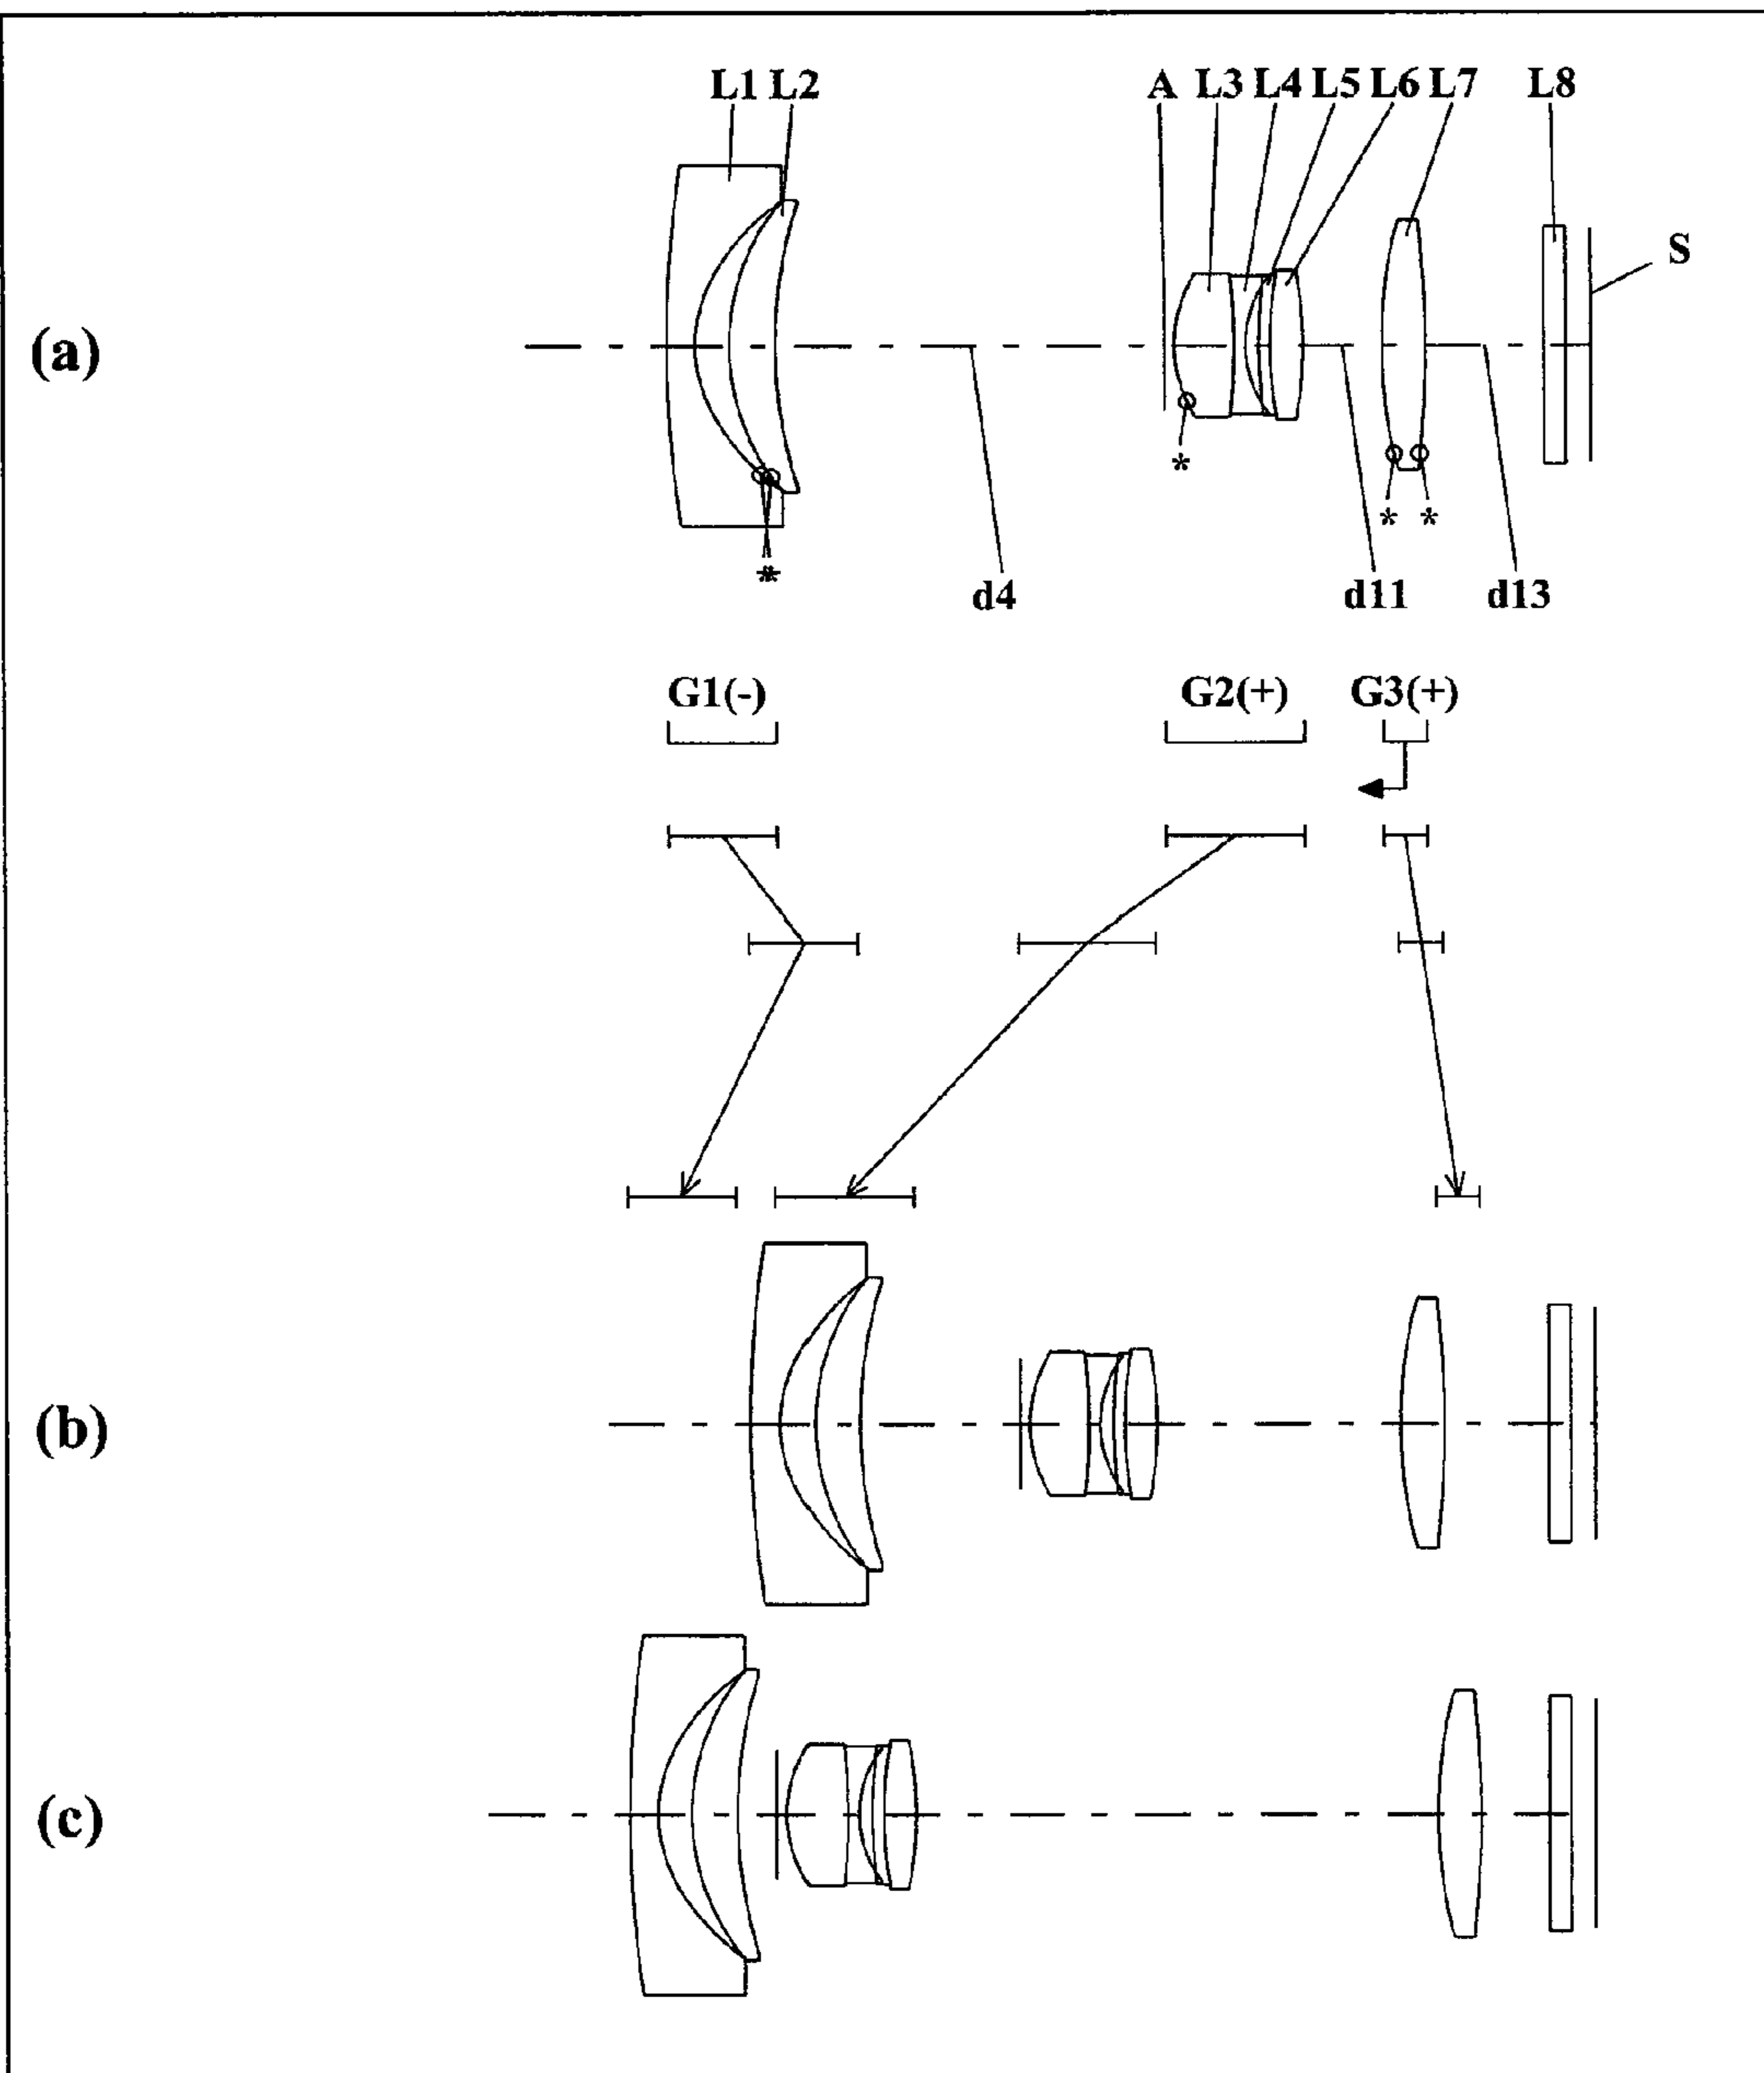 L1 L2 A L3 L4 L5 L6 L7 L8
S
(a)
* * *
*
d4 d11 d13
G1(-) G2(+) G3(+)
(b)
(c)